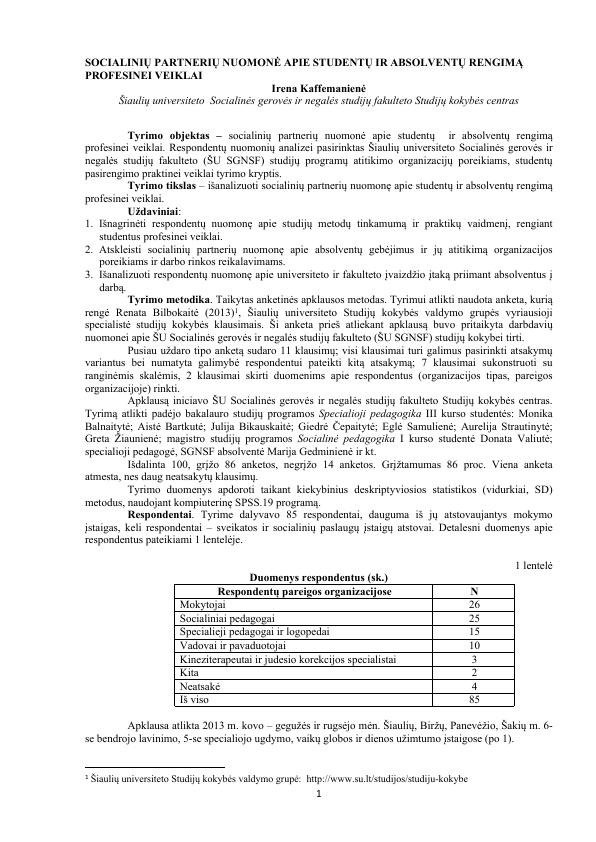 SOCIALINIŲ PARTNERIŲ NUOMONĖ APIE STUDENTŲ IR ABSOLVENTŲ RENGIMĄ
PROFESINEI VEIKLAI
Irena Kaffemanienė
Šiaulių universiteto Socialinės gerovės ir negalės studijų fakulteto Studijų kokybės centras
Tyrimo objektas – socialinių partnerių nuomonė apie studentų ir absolventų rengimą
profesinei veiklai. Respondentų nuomonių analizei pasirinktas Šiaulių universiteto Socialinės gerovės ir
negalės studijų fakulteto (ŠU SGNSF) studijų programų atitikimo organizacijų poreikiams, studentų
pasirengimo praktinei veiklai tyrimo kryptis.
Tyrimo tikslas – išanalizuoti socialinių partnerių nuomonę apie studentų ir absolventų rengimą
profesinei veiklai.
Uždaviniai:
1. Išnagrinėti respondentų nuomonę apie studijų metodų tinkamumą ir praktikų vaidmenį, rengiant
studentus profesinei veiklai.
2. Atskleisti socialinių partnerių nuomonę apie absolventų gebėjimus ir jų atitikimą organizacijos
poreikiams ir darbo rinkos reikalavimams.
3. Išanalizuoti respondentų nuomonę apie universiteto ir fakulteto įvaizdžio įtaką priimant absolventus į
darbą.
Tyrimo metodika. Taikytas anketinės apklausos metodas. Tyrimui atlikti naudota anketa, kurią
rengė Renata Bilbokaitė (2013)¹, Šiaulių universiteto Studijų kokybės valdymo grupės vyriausioji
specialistė studijų kokybės klausimais. Ši anketa prieš atliekant apklausą buvo pritaikyta darbdavių
nuomonei apie ŠU Socialinės gerovės ir negalės studijų fakulteto (ŠU SGNSF) studijų kokybei tirti.
Pusiau uždaro tipo anketą sudaro 11 klausimų; visi klausimai turi galimus pasirinkti atsakymų
variantus bei numatyta galimybė respondentui pateikti kitą atsakymą; 7 klausimai sukonstruoti su
ranginėmis skalėmis, 2 klausimai skirti duomenims apie respondentus (organizacijos tipas, pareigos
organizacijoje) rinkti.
Apklausą iniciavo ŠU Socialinės gerovės ir negalės studijų fakulteto Studijų kokybės centras.
Tyrimą atlikti padėjo bakalauro studijų programos Specialioji pedagogika III kurso studentės: Monika
Balnaitytė; Aistė Bartkutė; Julija Bikauskaitė; Giedrė Čepaitytė; Eglė Samulienė; Aurelija Strautinytė;
Greta Žiaunienė; magistro studijų programos Socialinė pedagogika I kurso studentė Donata Valiutė;
specialioji pedagogė, SGNSF absolventė Marija Gedminienė ir kt.
Išdalinta 100, grįžo 86 anketos, negrįžo 14 anketos. Grįžtamumas 86 proc. Viena anketa
atmesta, nes daug neatsakytų klausimų.
Tyrimo duomenys apdoroti taikant kiekybinius deskriptyviosios statistikos (vidurkiai, SD)
metodus, naudojant kompiuterinę SPSS.19 programą.
Respondentai. Tyrime dalyvavo 85 respondentai, dauguma iš jų atstovaujantys mokymo
įstaigas, keli respondentai – sveikatos ir socialinių paslaugų įstaigų atstovai. Detalesni duomenys apie
respondentus pateikiami 1 lentelėje.
1 lentelė
Duomenys respondentus (sk.)
Respondentų pareigos organizacijose N
Mokytojai 26
Socialiniai pedagogai 25
Specialieji pedagogai ir logopedai 15
Vadovai ir pavaduotojai 10
Kineziterapeutai ir judesio korekcijos specialistai 3
Kita 2
Neatsakė 4
Iš viso 85
Apklausa atlikta 2013 m. kovo – gegužės ir rugsėjo mėn. Šiaulių, Biržų, Panevėžio, Šakių m. 6-
se bendrojo lavinimo, 5-se specialiojo ugdymo, vaikų globos ir dienos užimtumo įstaigose (po 1).
¹ Šiaulių universiteto Studijų kokybės valdymo grupė: http://www.su.lt/studijos/studiju-kokybe
1